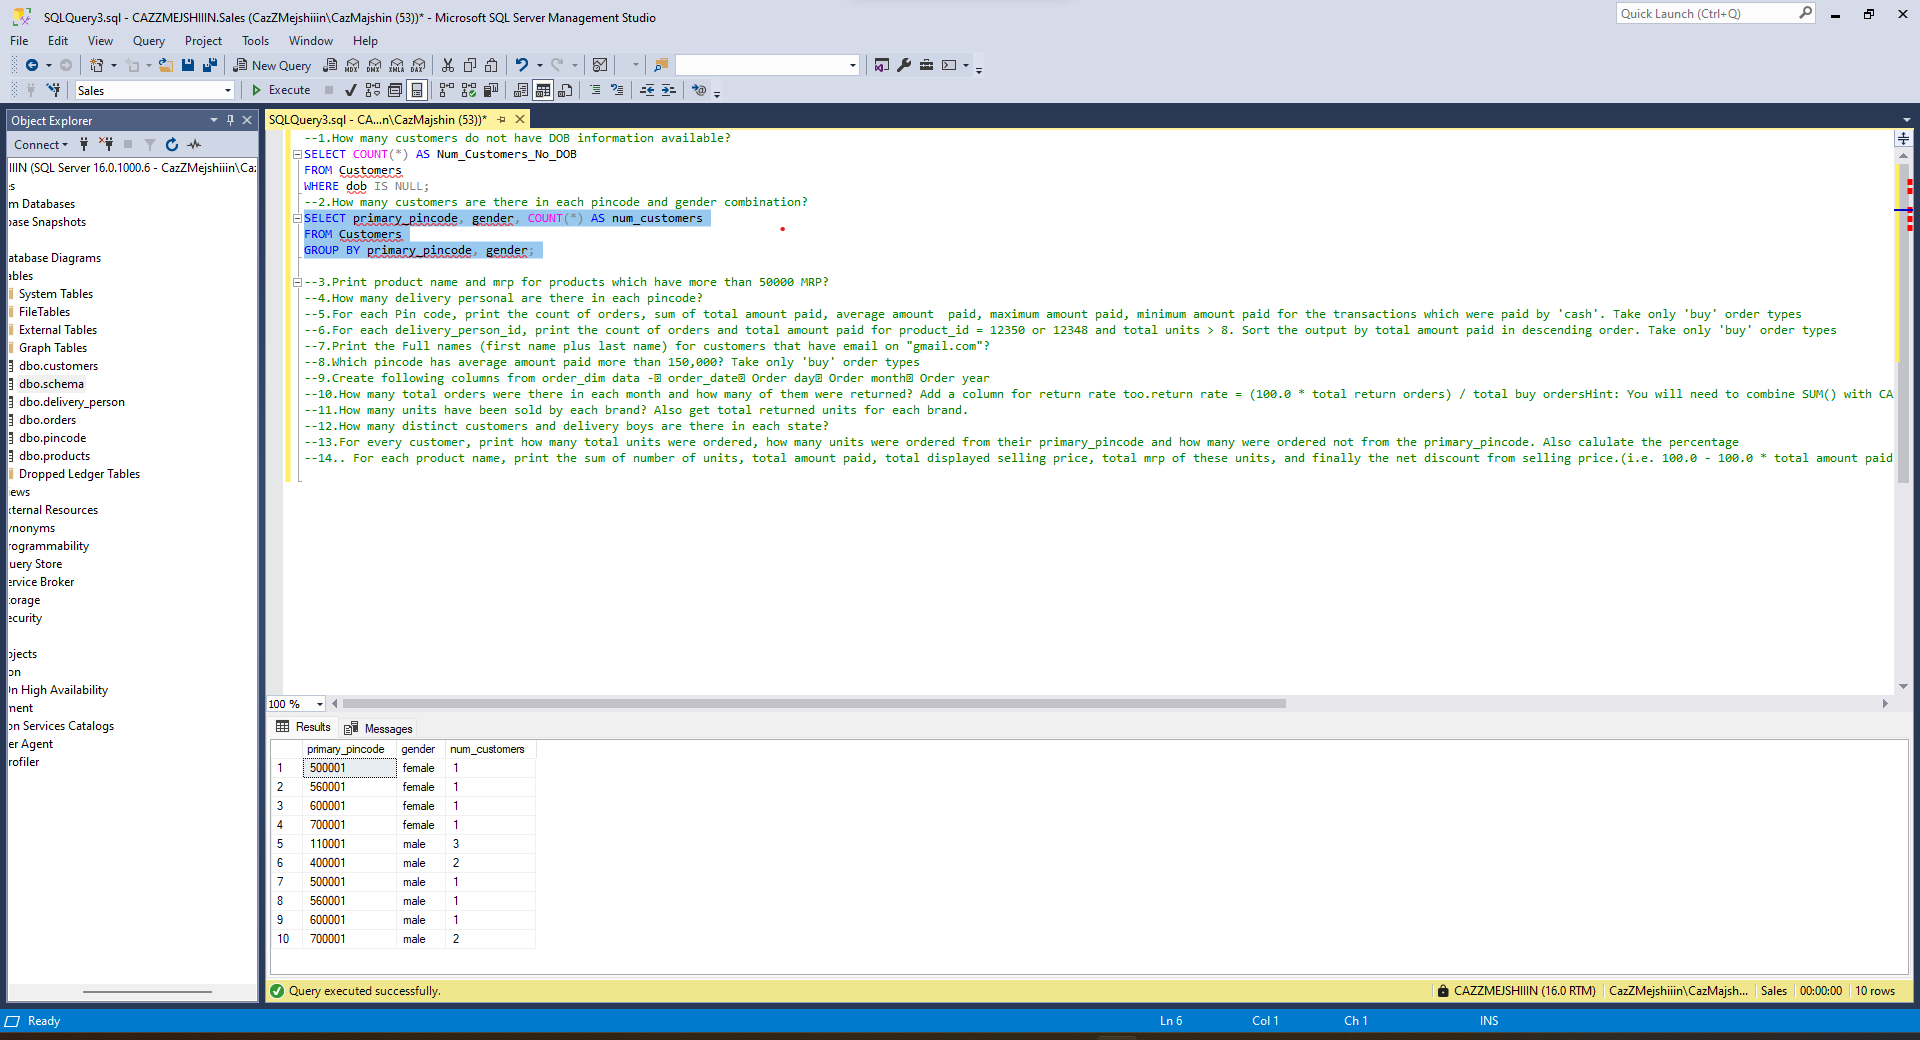 SQLQuery3.sql - CAZZMEJSHIIIN.Sales (CazZMejshiiin\CazMajshin (53))* - Microsoft SQL Server Management Studio
Quick Launch (Ctrl+Q)
File Edit View Query Project Tools Window Help
New Query MDX DMX XMLA DAX
Sales Execute
Object Explorer
Connect
IIIN (SQL Server 16.0.1000.6 - CazZMejshiiin\Ca
es
m Databases
base Snapshots
atabase Diagrams
ables
System Tables
FileTables
External Tables
Graph Tables
dbo.customers
dbo.schema
dbo.delivery_person
dbo.orders
dbo.pincode
dbo.products
Dropped Ledger Tables
iews
xternal Resources
ynonyms
rogrammability
uery Store
ervice Broker
torage
ecurity
bjects
on
n High Availability
ment
on Services Catalogs
er Agent
rofiler
SQLQuery3.sql - CA...n\CazMajshin (53))*
--1.How many customers do not have DOB information available?
SELECT COUNT(*) AS Num_Customers_No_DOB
FROM Customers
WHERE dob IS NULL;
--2.How many customers are there in each pincode and gender combination?
SELECT primary_pincode, gender, COUNT(*) AS num_customers
FROM Customers
GROUP BY primary_pincode, gender;
--3.Print product name and mrp for products which have more than 50000 MRP?
--4.How many delivery personal are there in each pincode?
--5.For each Pin code, print the count of orders, sum of total amount paid, average amount  paid, maximum amount paid, minimum amount paid for the transactions which were paid by 'cash'. Take only 'buy' order types
--6.For each delivery_person_id, print the count of orders and total amount paid for product_id = 12350 or 12348 and total units > 8. Sort the output by total amount paid in descending order. Take only 'buy' order types
--7.Print the Full names (first name plus last name) for customers that have email on "gmail.com"?
--8.Which pincode has average amount paid more than 150,000? Take only 'buy' order types
--9.Create following columns from order_dim data - order_date Order day Order month Order year
--10.How many total orders were there in each month and how many of them were returned? Add a column for return rate too.return rate = (100.0 * total return orders) / total buy ordersHint: You will need to combine SUM() with CA
--11.How many units have been sold by each brand? Also get total returned units for each brand.
--12.How many distinct customers and delivery boys are there in each state?
--13.For every customer, print how many total units were ordered, how many units were ordered from their primary_pincode and how many were ordered not from the primary_pincode. Also calulate the percentage
--14.. For each product name, print the sum of number of units, total amount paid, total displayed selling price, total mrp of these units, and finally the net discount from selling price.(i.e. 100.0 - 100.0 * total amount paid
100 %
Results Messages
primary_pincode gender num_customers
1 500001 female 1
2 560001 female 1
3 600001 female 1
4 700001 female 1
5 110001 male 3
6 400001 male 2
7 500001 male 1
8 560001 male 1
9 600001 male 1
10 700001 male 2
Query executed successfully. CAZZMEJSHIIIN (16.0 RTM) CazZMejshiiin\CazMajsh... Sales 00:00:00 10 rows
Ready Ln 6 Col 1 Ch 1 INS